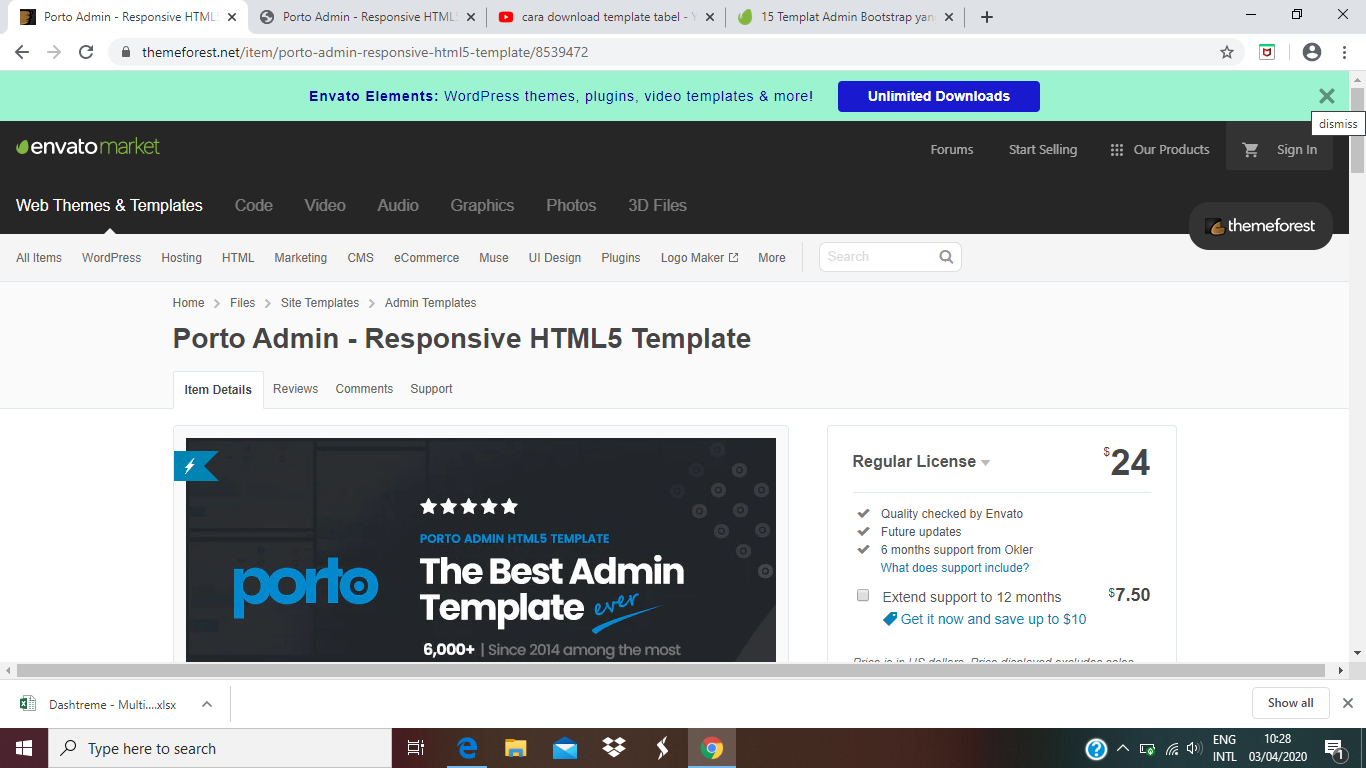 Porto Admin - Responsive HTML
Porto Admin - Responsive HTML5
cara download template tabel - Y
15 Templat Admin Bootstrap yan
themeforest.net/item/porto-admin-responsive-html5-template/8539472
Envato Elements: WordPress themes, plugins, video templates & more!
Unlimited Downloads
dismiss
envatomarket
Forums
Start Selling
Our Products
Sign In
Web Themes & Templates
Code
Video
Audio
Graphics
Photos
3D Files
themeforest
All Items
WordPress
Hosting
HTML
Marketing
CMS
eCommerce
Muse
UI Design
Plugins
Logo Maker
More
Search
Home
Files
Site Templates
Admin Templates
Porto Admin - Responsive HTML5 Template
Item Details
Reviews
Comments
Support
porto
PORTO ADMIN HTML5 TEMPLATE
The Best Admin
Template ever
6,000+ | Since 2014 among the most
Regular License
$24
Quality checked by Envato
Future updates
6 months support from Okler
What does support include?
Extend support to 12 months
$7.50
Get it now and save up to $10
Price is in US dollars. Price displayed excludes sales
Dashtreme - Multi....xlsx
Show all
Type here to search
ENG
INTL
10:28
03/04/2020
1